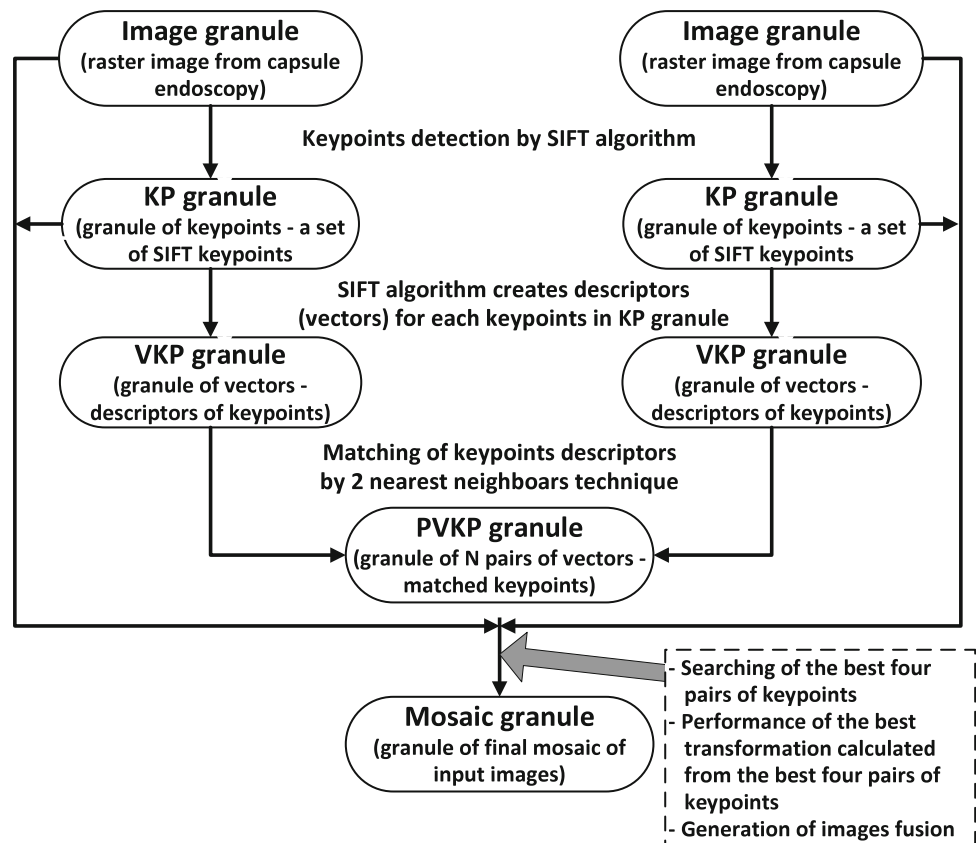 Image granule
(raster image from capsule
endoscopy)
Image granule
(raster image from capsule
endoscopy)
Keypoints detection by SIFT algorithm
KP granule
(granule of keypoints - a set
of SIFT keypoints
KP granule
(granule of keypoints - a set
of SIFT keypoints
SIFT algorithm creates descriptors
(vectors) for each keypoints in KP granule
VKP granule
(granule of vectors -
descriptors of keypoints)
VKP granule
(granule of vectors -
descriptors of keypoints)
Matching of keypoints descriptors
by 2 nearest neighboars technique
PVKP granule
(granule of N pairs of vectors -
matched keypoints)
Mosaic granule
(granule of final mosaic of
input images)
- Searching of the best four
pairs of keypoints
- Performance of the best
transformation calculated
from the best four pairs of
keypoints
- Generation of images fusion